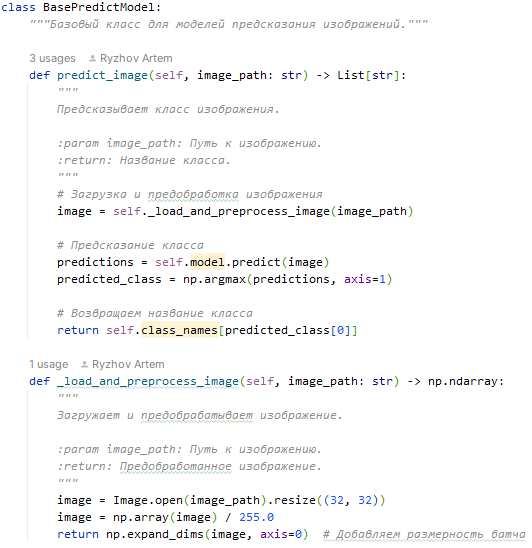 class BasePredictModel:
    """Базовый класс для моделей предсказания изображений."""
    3 usages   Ryzhov Artem
    def predict_image(self, image_path: str) -> List[str]:
        """
        Предсказывает класс изображения.

        :param image_path: Путь к изображению.
        :return: Название класса.
        """
        # Загрузка и предобработка изображения
        image = self._load_and_preprocess_image(image_path)

        # Предсказание класса
        predictions = self.model.predict(image)
        predicted_class = np.argmax(predictions, axis=1)

        # Возвращаем название класса
        return self.class_names[predicted_class[0]]

    1 usage   Ryzhov Artem
    def _load_and_preprocess_image(self, image_path: str) -> np.ndarray:
        """
        Загружает и предобрабатывает изображение.

        :param image_path: Путь к изображению.
        :return: Предобработанное изображение.
        """
        image = Image.open(image_path).resize((32, 32))
        image = np.array(image) / 255.0
        return np.expand_dims(image, axis=0)  # Добавляем размерность батча